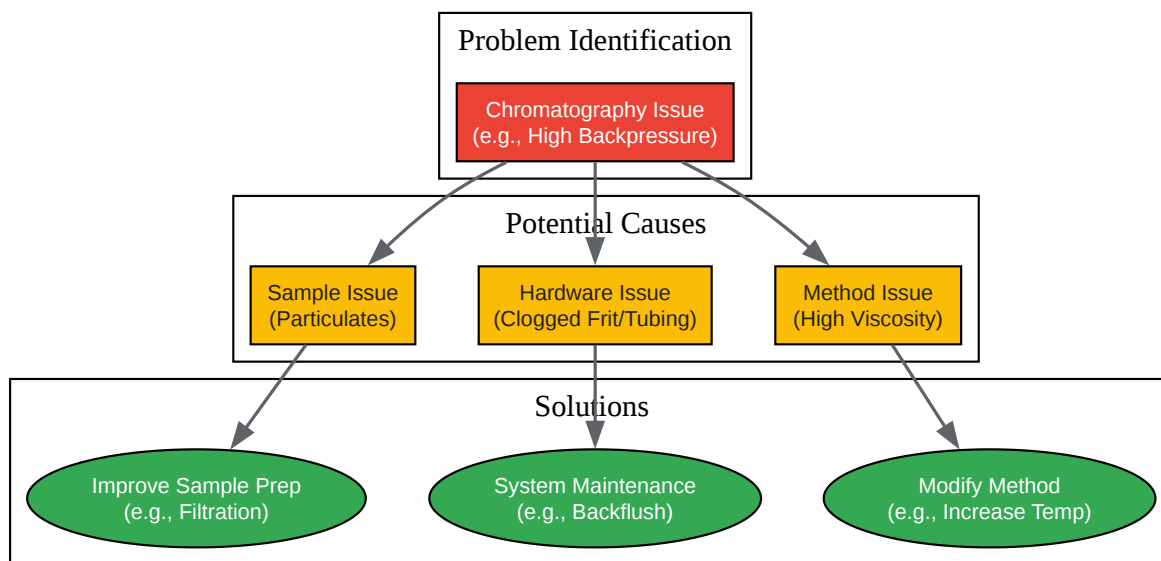 Problem Identification
Chromatography Issue
(e.g., High Backpressure)
Potential Causes
Sample Issue
(Particulates)
Hardware Issue
(Clogged Frit/Tubing)
Method Issue
(High Viscosity)
Solutions
Improve Sample Prep
(e.g., Filtration)
System Maintenance
(e.g., Backflush)
Modify Method
(e.g., Increase Temp)